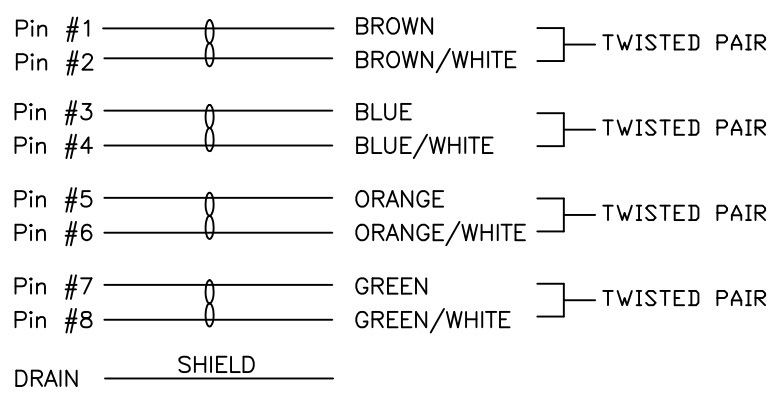 Pin #1 BROWN
TWISTED PAIR
Pin #2 BROWN/WHITE
Pin #3 BLUE
TWISTED PAIR
Pin #4 BLUE/WHITE
Pin #5 ORANGE
TWISTED PAIR
Pin #6 ORANGE/WHITE
Pin #7 GREEN
TWISTED PAIR
Pin #8 GREEN/WHITE
SHIELD
DRAIN